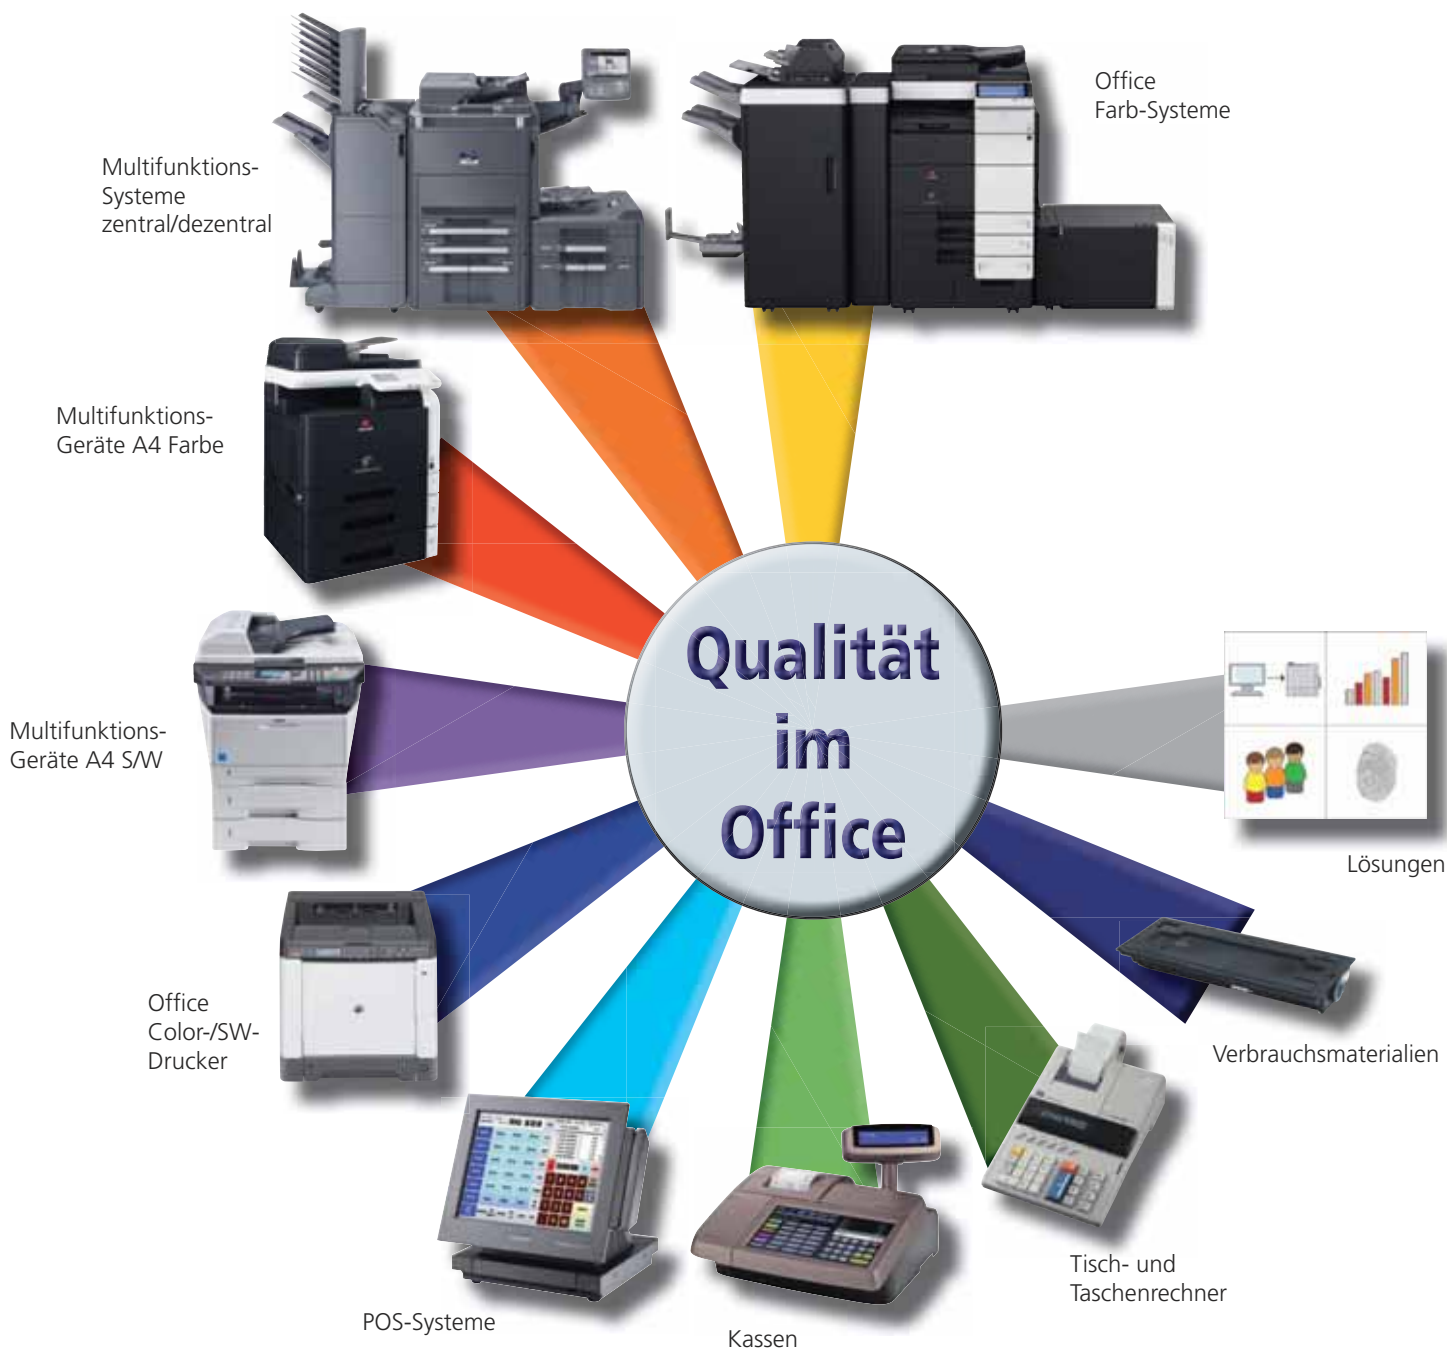 Office
Farb-Systeme
Multifunktions-
Systeme
zentral/dezentral
Multifunktions-
Geräte A4 Farbe
Qualität
im
Office
Multifunktions-
Geräte A4 S/W
Lösungen
Office
Color-/SW-
Drucker
Verbrauchsmaterialien
Tisch- und
Taschenrechner
POS-Systeme
Kassen